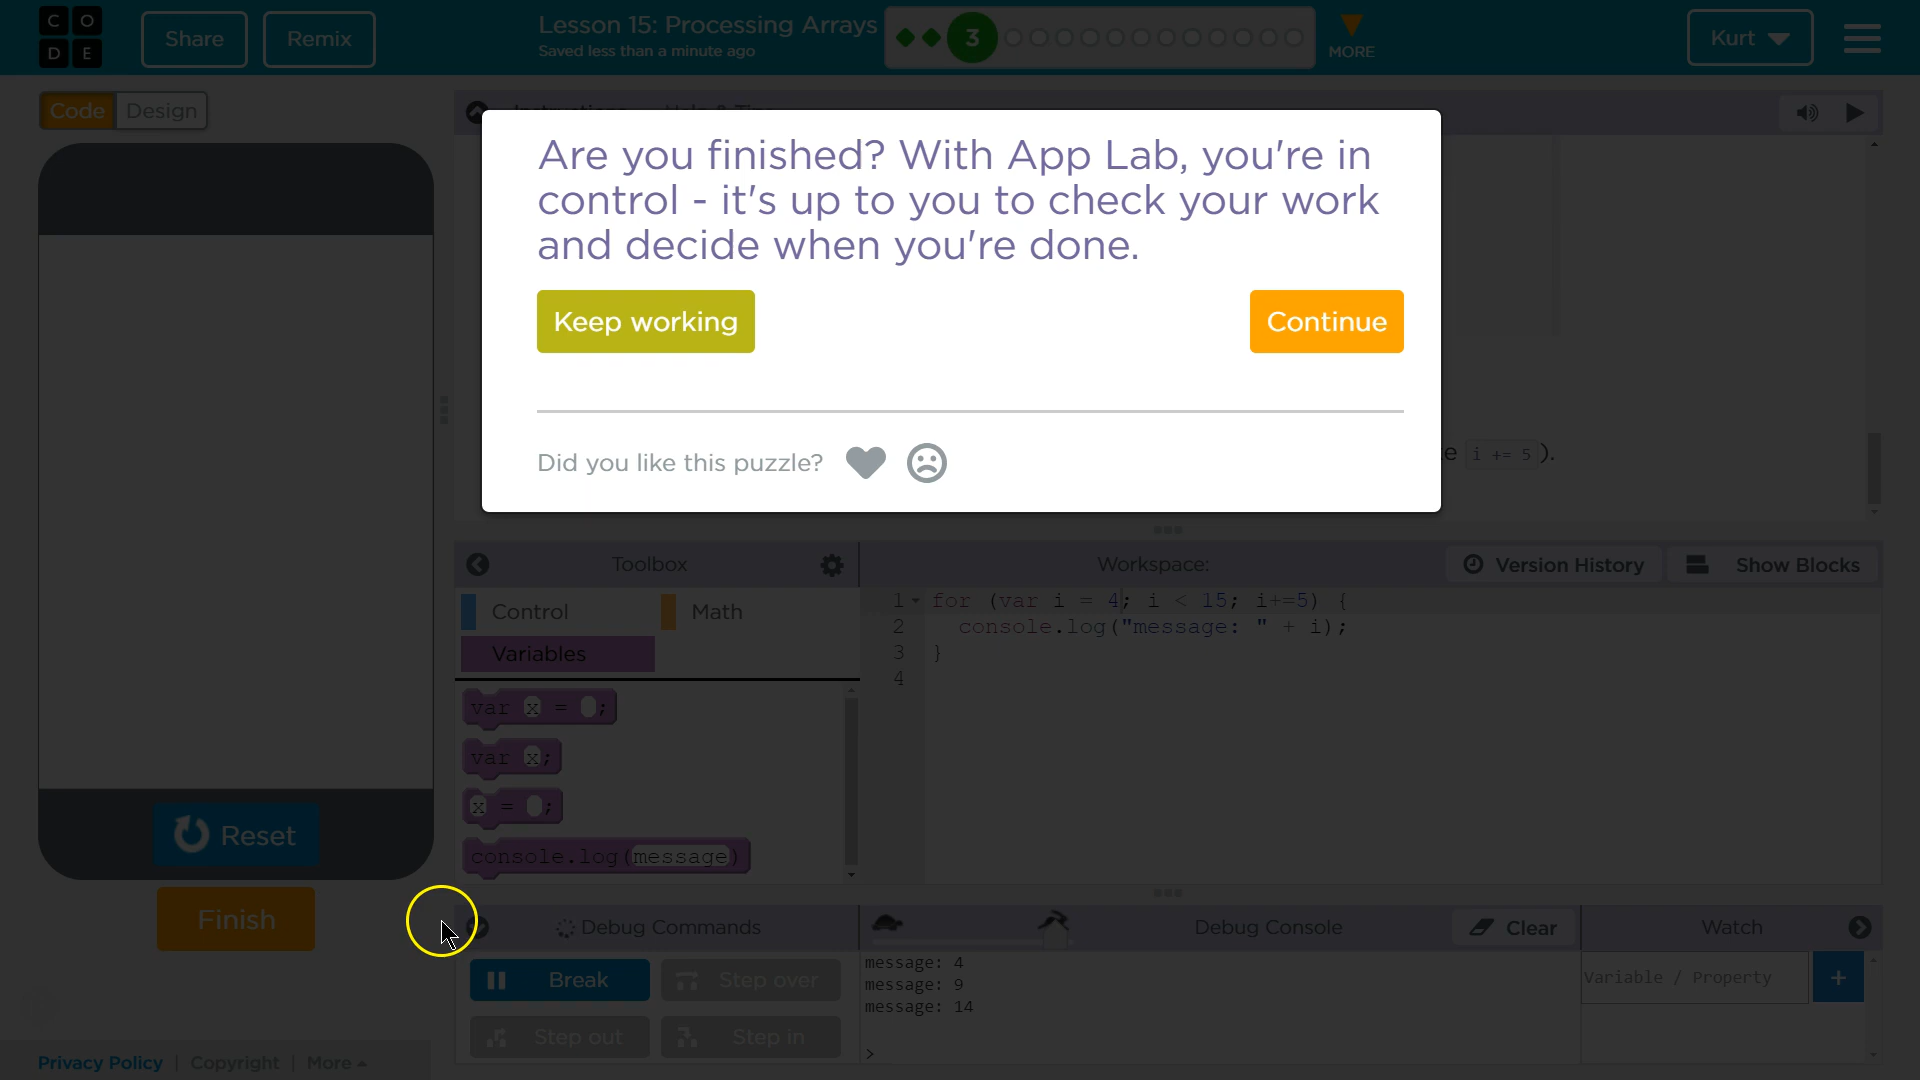 C O
D E
Share
Remix
Lesson 15: Processing Arrays
Saved less than a minute ago
3
MORE
Kurt
Code
Design
Are you finished? With App Lab, you're in
control - it's up to you to check your work
and decide when you're done.
Keep working
Continue
Did you like this puzzle?
i += 5 ).
Toolbox
Workspace:
Version History
Show Blocks
Control
Math
Variables
var x = ;
var x;
x = ;
console.log(message)
1 for (var i = 4; i < 15; i+=5) {
2 console.log("message: " + i);
3 }
4
Reset
Finish
Debug Commands
Debug Console
Clear
Watch
Break
Step over
Step out
Step in
message: 4
message: 9
message: 14
>
Variable / Property
+
Privacy Policy | Copyright | More